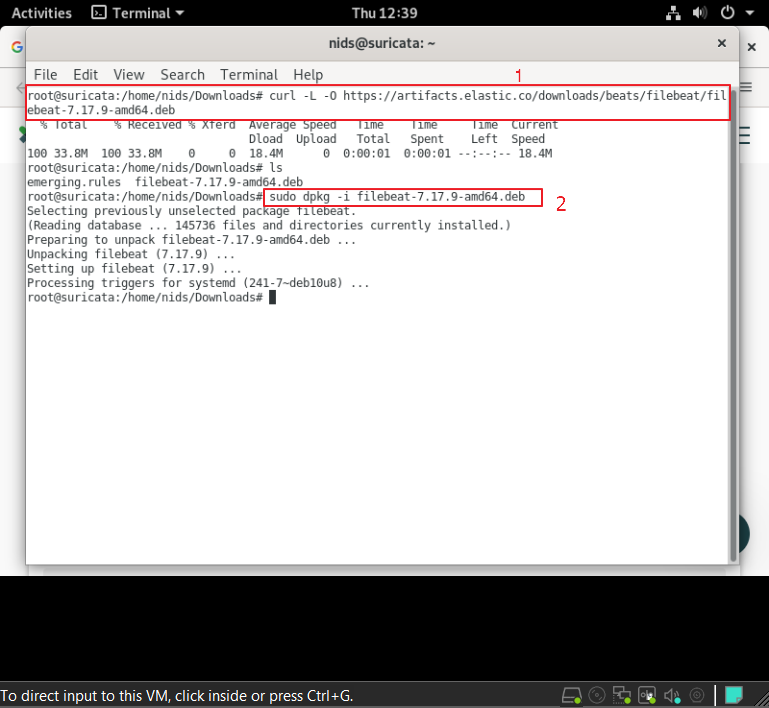 Activities Terminal Thu 12:39
nids@suricata: ~ ×
G ×
File Edit View Search Terminal Help 1
root@suricata:/home/nids/Downloads# curl -L -O https://artifacts.elastic.co/downloads/beats/filebeat/fil
ebeat-7.17.9-amd64.deb
% Total % Received % Xferd Average Speed Time Time Time Current
Dload Upload Total Spent Left Speed
100 33.8M 100 33.8M 0 0 18.4M 0 0:00:01 0:00:01 --:--:-- 18.4M
root@suricata:/home/nids/Downloads# ls
emerging.rules filebeat-7.17.9-amd64.deb
root@suricata:/home/nids/Downloads# sudo dpkg -i filebeat-7.17.9-amd64.deb 2
Selecting previously unselected package filebeat.
(Reading database ... 145736 files and directories currently installed.)
Preparing to unpack filebeat-7.17.9-amd64.deb ...
Unpacking filebeat (7.17.9) ...
Setting up filebeat (7.17.9) ...
Processing triggers for systemd (241-7~deb10u8) ...
root@suricata:/home/nids/Downloads#
To direct input to this VM, click inside or press Ctrl+G.